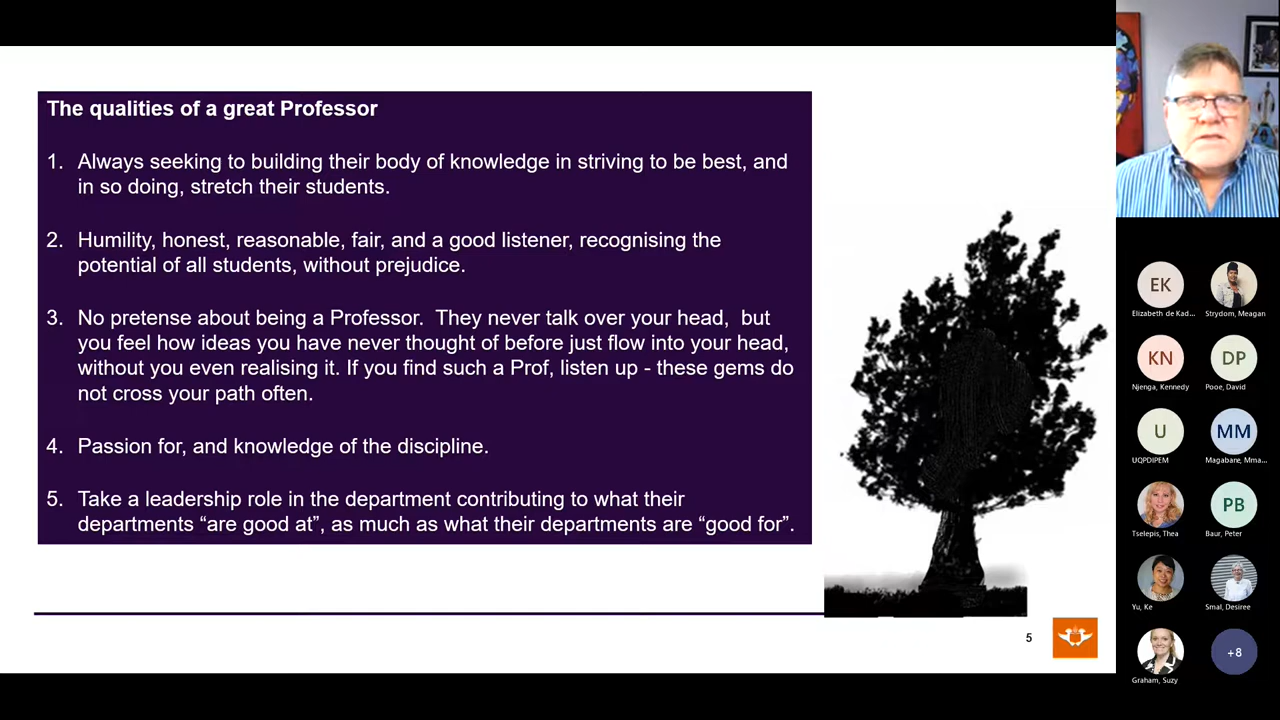 The qualities of a great Professor
1. Always seeking to building their body of knowledge in striving to be best, and
in so doing, stretch their students.
2. Humility, honest, reasonable, fair, and a good listener, recognising the
potential of all students, without prejudice.
3. No pretense about being a Professor. They never talk over your head, but
you feel how ideas you have never thought of before just flow into your head,
without you even realising it. If you find such a Prof, listen up - these gems do
not cross your path often.
4. Passion for, and knowledge of the discipline.
5. Take a leadership role in the department contributing to what their
departments “are good at”, as much as what their departments are “good for”.
5
EK
Elizabeth de Kad...
Strydom, Meagan
KN
DP
Njenga, Kennedy
Pooe, David
U
MM
UQPDIPEM
Magabane, Mma...
PB
Tselepis, Thea
Baur, Peter
Yu, Ke
Smal, Desiree
+8
Graham, Suzy